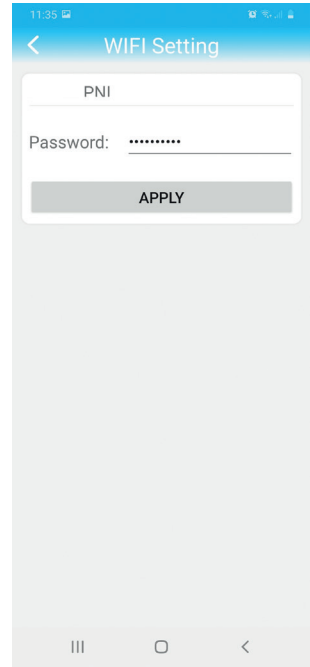 11:35
WIFI Setting
PNI
Password: ••••••••••
APPLY